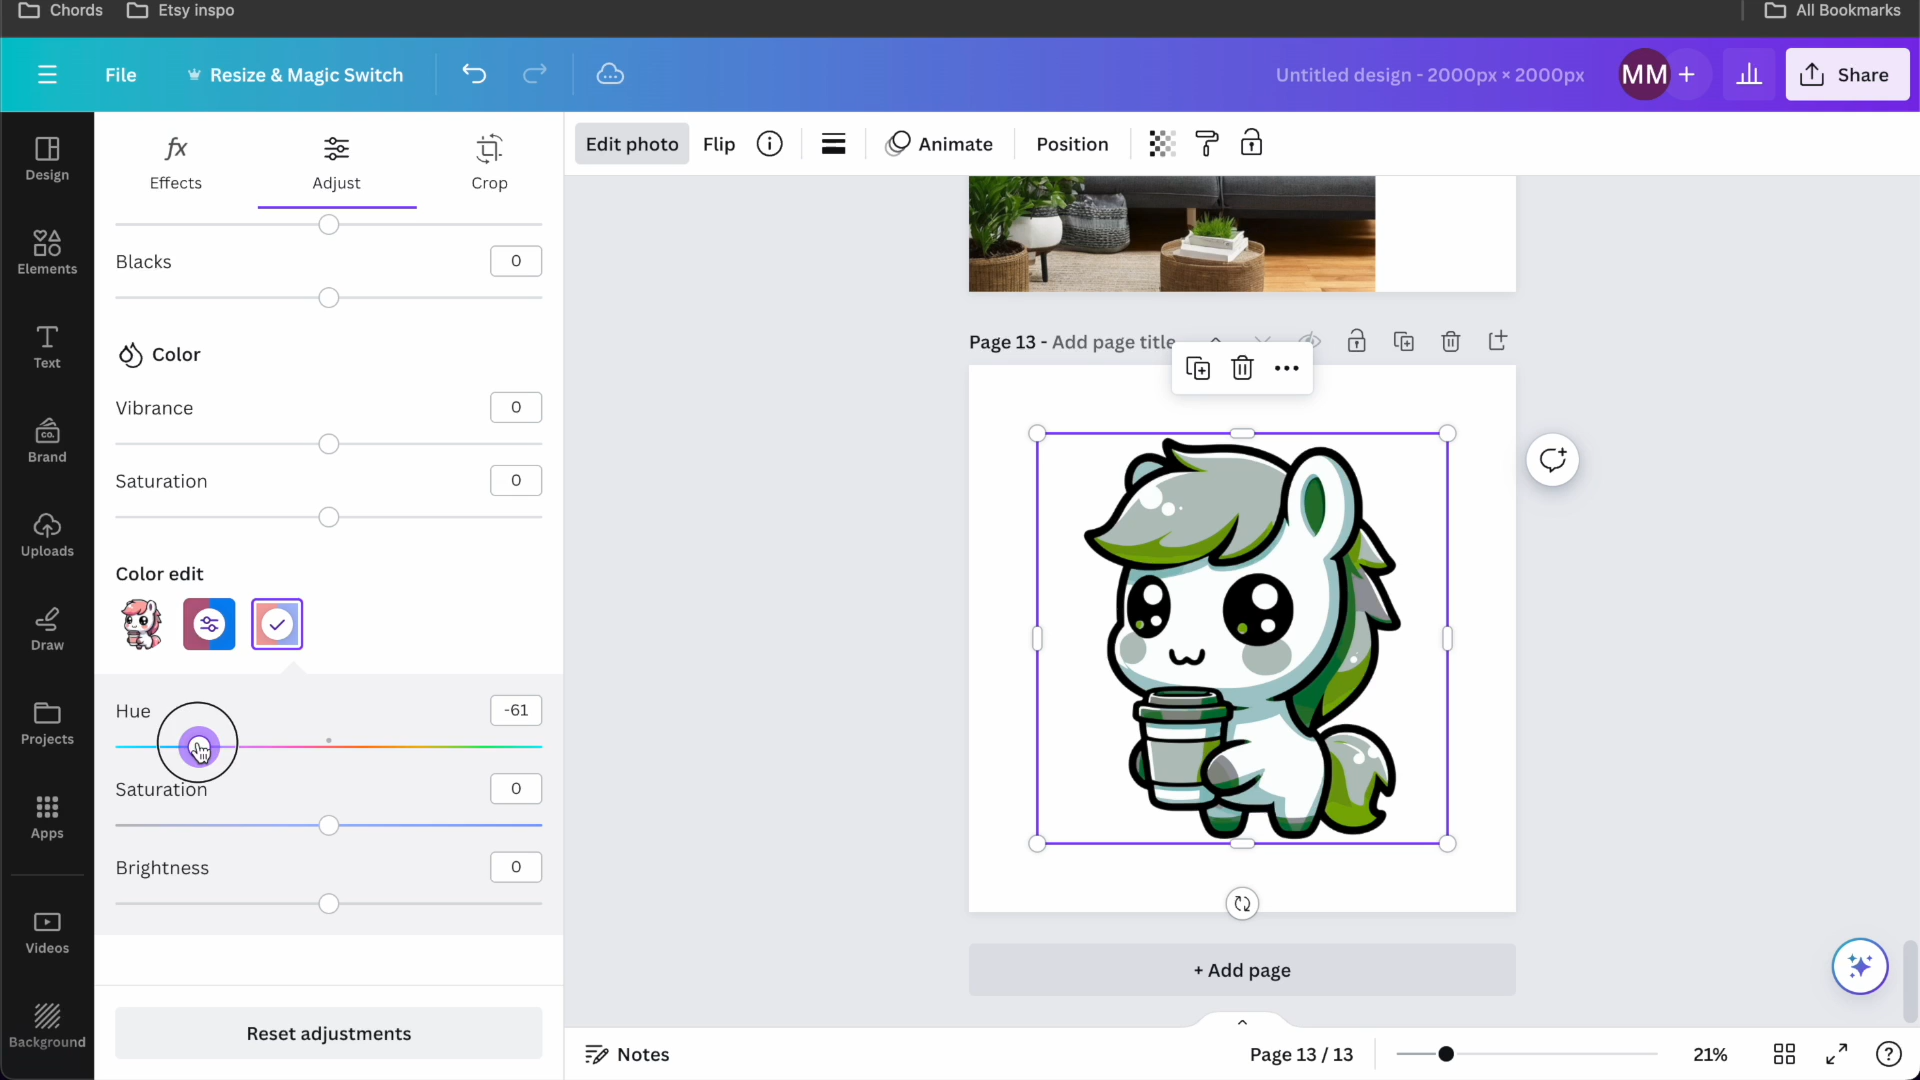 Chords
Etsy inspo
All Bookmarks
File
Resize & Magic Switch
Untitled design - 2000px × 2000px
MM
+
Share
Design
Elements
Text
CO.
Brand
Uploads
Draw
Projects
Apps
Videos
Background
fx
Effects
Adjust
Crop
Edit photo
Flip
Animate
Position
Blacks
0
Color
Vibrance
0
Saturation
0
Color edit
Hue
-61
Saturation
0
Brightness
0
Reset adjustments
Page 13 - Add page title
+ Add page
Notes
Page 13 / 13
21%
?